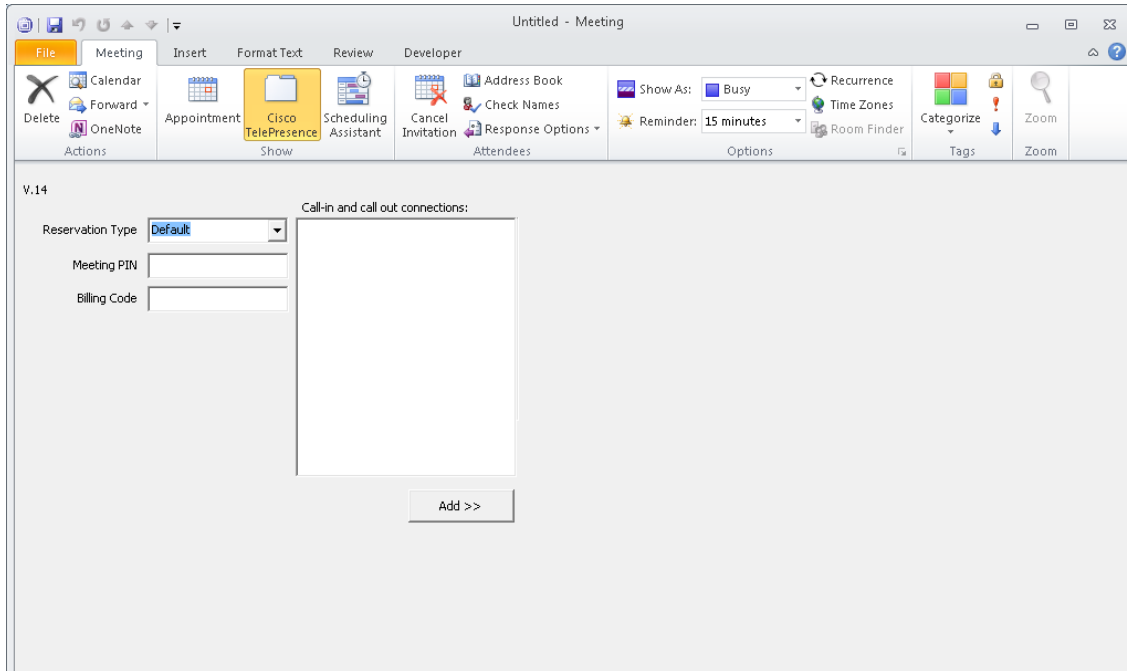 Untitled - Meeting
File Meeting Insert Format Text Review Developer
Delete
Calendar
Forward
OneNote
Actions
Appointment
Cisco
TelePresence
Scheduling
Assistant
Show
Cancel
Invitation
Address Book
Check Names
Response Options
Attendees
Show As: Busy
Reminder: 15 minutes
Recurrence
Time Zones
Room Finder
Options
Categorize
Tags
Zoom
Zoom
V.14
Call-in and call out connections:
Reservation Type Default
Meeting PIN
Billing Code
Add >>